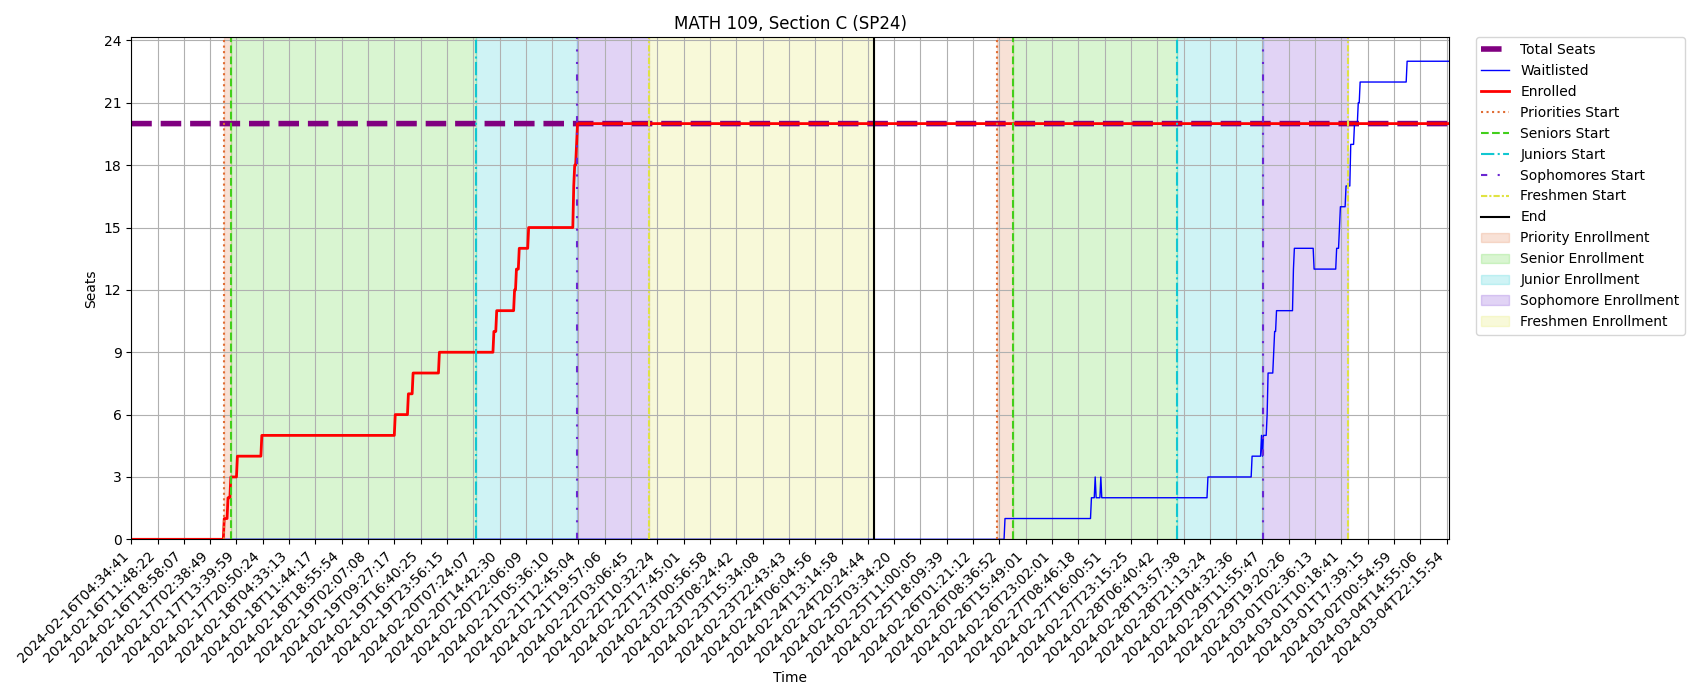 MATH 109, Section C (SP24)
24
21
18
15
12
9
6
3
0
Seats
2024-02-16T04:34:41
2024-02-16T11:48:22
2024-02-16T18:58:07
2024-02-17T02:38:49
2024-02-17T13:39:59
2024-02-17T20:50:24
2024-02-18T04:33:13
2024-02-18T11:44:17
2024-02-18T18:55:54
2024-02-19T02:07:08
2024-02-19T09:27:17
2024-02-19T16:40:25
2024-02-19T23:56:15
2024-02-20T07:24:07
2024-02-20T14:42:30
2024-02-20T22:06:09
2024-02-21T05:36:10
2024-02-21T12:45:04
2024-02-21T19:57:06
2024-02-22T03:06:45
2024-02-22T10:32:24
2024-02-22T17:45:01
2024-02-23T00:56:58
2024-02-23T08:24:42
2024-02-23T15:34:08
2024-02-23T22:43:43
2024-02-24T06:04:56
2024-02-24T13:14:58
2024-02-24T20:24:44
2024-02-25T03:34:20
2024-02-25T11:00:05
2024-02-25T18:09:39
2024-02-26T01:21:12
2024-02-26T08:36:52
2024-02-26T15:49:01
2024-02-26T23:02:01
2024-02-27T08:46:18
2024-02-27T16:00:51
2024-02-27T23:15:25
2024-02-28T06:40:42
2024-02-28T13:57:38
2024-02-28T21:13:24
2024-02-29T04:32:36
2024-02-29T11:55:47
2024-02-29T19:20:26
2024-03-01T02:36:13
2024-03-01T10:18:41
2024-03-01T17:39:15
2024-03-02T00:54:59
2024-03-04T14:55:06
2024-03-04T22:15:54
Time
Total Seats
Waitlisted
Enrolled
Priorities Start
Seniors Start
Juniors Start
Sophomores Start
Freshmen Start
End
Priority Enrollment
Senior Enrollment
Junior Enrollment
Sophomore Enrollment
Freshmen Enrollment